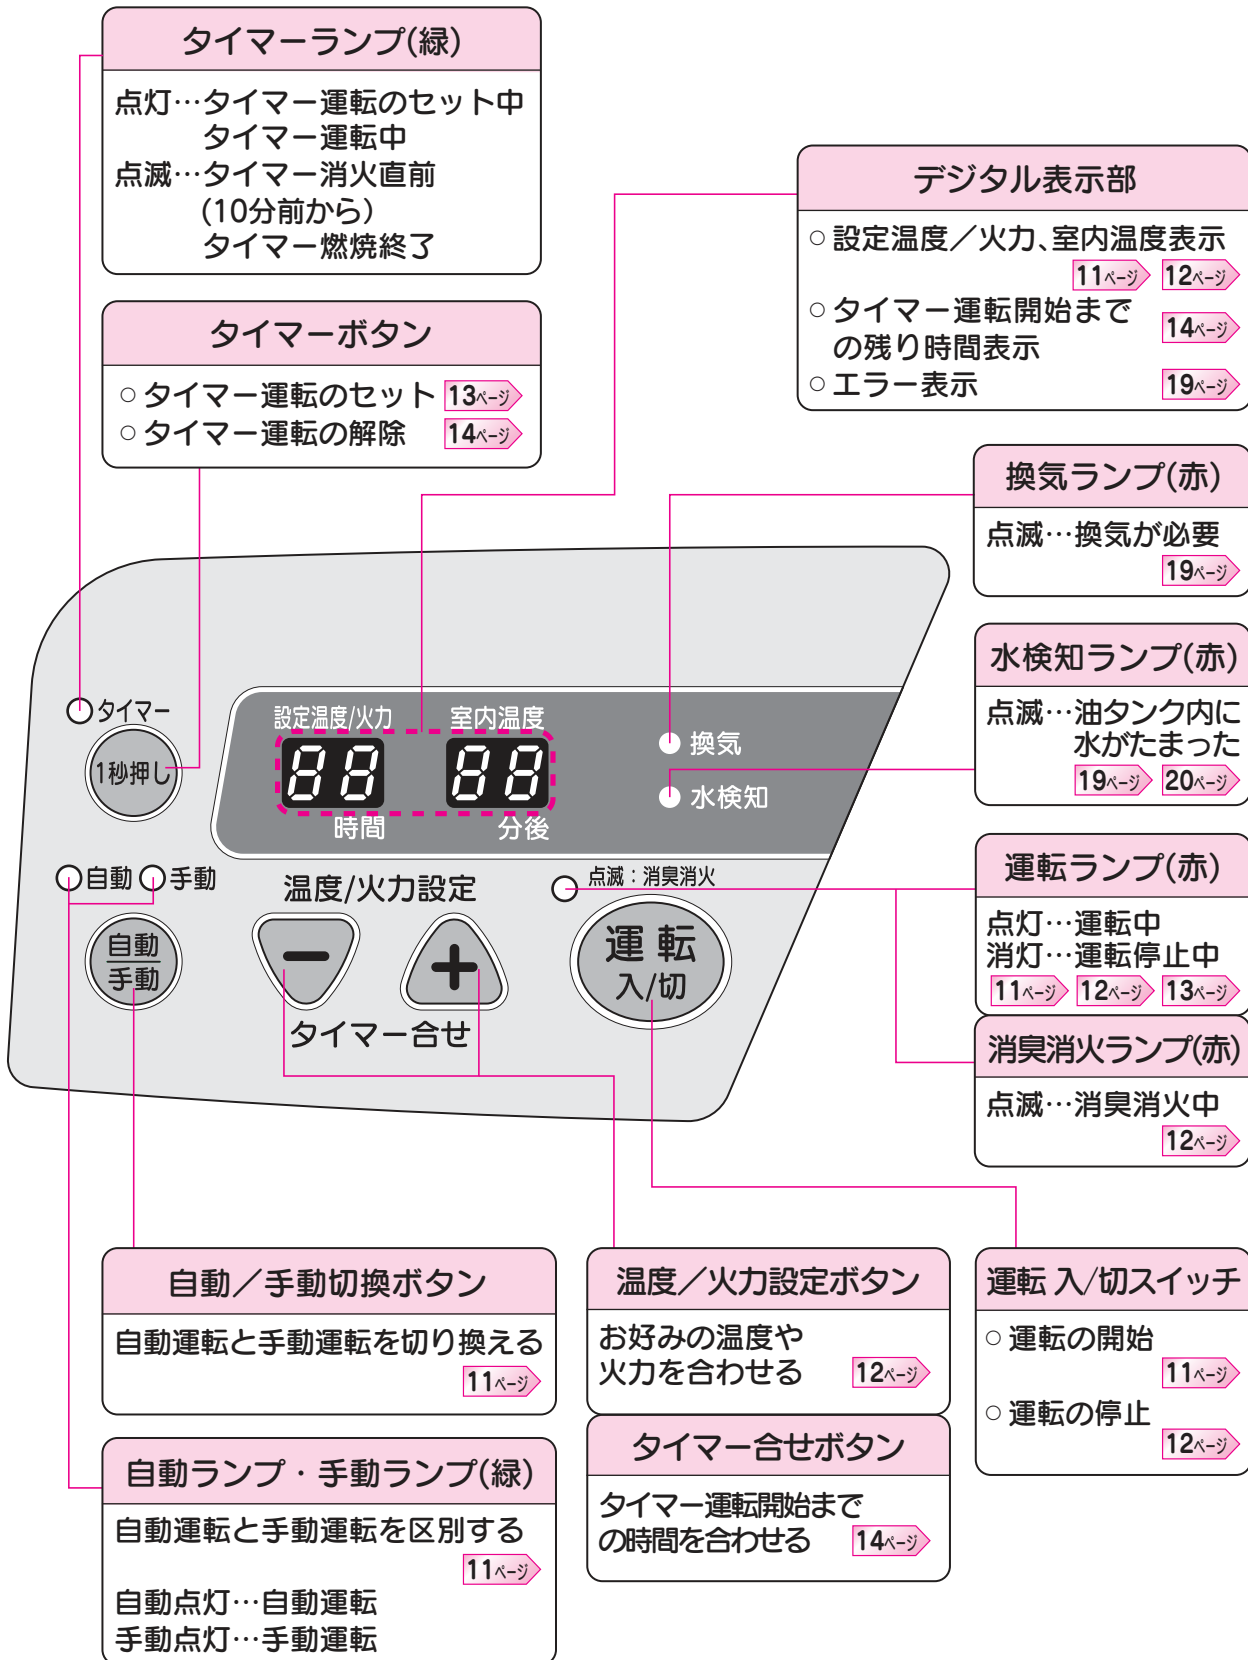 タイマーランプ(緑)
点灯…タイマー運転のセット中
タイマー運転中
点滅…タイマー消火直前
(10分前から)
タイマー燃焼終了
タイマーボタン
○ タイマー運転のセット 13ページ
○ タイマー運転の解除 14ページ
デジタル表示部
○ 設定温度／火力、室内温度表示
11ページ 12ページ
○ タイマー運転開始まで
の残り時間表示 14ページ
○ エラー表示 19ページ
換気ランプ(赤)
点滅…換気が必要
19ページ
水検知ランプ(赤)
点滅…油タンク内に
水がたまった
19ページ 20ページ
運転ランプ(赤)
点灯…運転中
消灯…運転停止中
11ページ 12ページ 13ページ
消臭消火ランプ(赤)
点滅…消臭消火中
12ページ
タイマー
1秒押し
設定温度/火力 室内温度
88 88
時間 分後
換気
水検知
自動 手動
自動
手動
温度/火力設定
− +
タイマー合せ
点滅：消臭消火
運転
入/切
自動／手動切換ボタン
自動運転と手動運転を切り換える
11ページ
自動ランプ・手動ランプ(緑)
自動運転と手動運転を区別する
11ページ
自動点灯…自動運転
手動点灯…手動運転
温度／火力設定ボタン
お好みの温度や
火力を合わせる 12ページ
タイマー合せボタン
タイマー運転開始まで
の時間を合わせる 14ページ
運転 入/切スイッチ
○ 運転の開始
11ページ
○ 運転の停止
12ページ